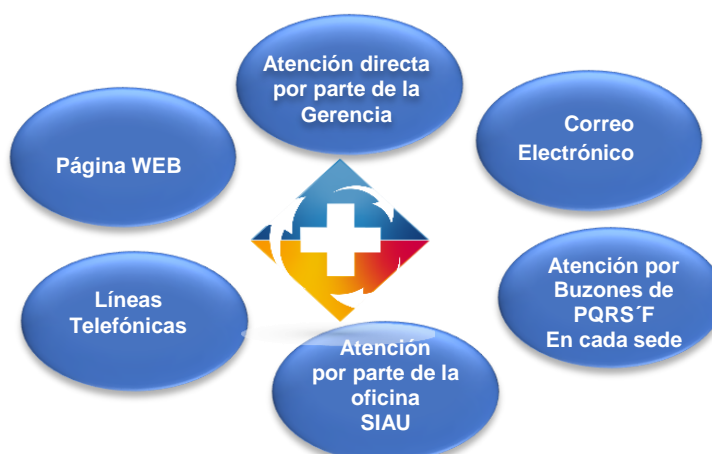 Atención directa
por parte de la
Gerencia
Correo
Electrónico
Página WEB
Atención por
Buzones de
PQRS´F
En cada sede
Líneas
Telefónicas
Atención
por parte de la
oficina
SIAU